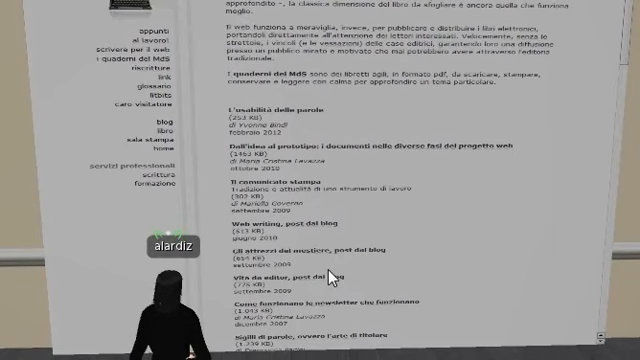 approfondito -, la classica dimensione del libro da sfogliare è ancora quella che funziona
meglio.
Il web funziona a meraviglia, invece, per pubblicare e distribuire i libri elettronici,
portandoli direttamente all'attenzione dei lettori interessati. Velocemente, senza le
strettoie, i vincoli (e le vessazioni) delle case editrici, garantendo loro una diffusione
presso un pubblico mirato e motivato che mai potrebbero avere attraverso l'editoria
tradizionale.
I quaderni del MdS sono dei libretti agili, in formato pdf, da scaricare, stampare,
conservare e leggere con calma per approfondire un tema particolare.
appunti
al lavoro!
scrivere per il web
i quaderni del MdS
riscritture
link
glossario
litbits
caro visitatore
blog
libro
sala stampa
home
servizi professionali
scrittura
formazione
L'usabilità delle parole
(253 KB)
di Yvonne Bindi
febbraio 2012
Dall'idea al prototipo: i documenti nelle diverse fasi del progetto web
(1463 KB)
di Maria Cristina Lavazza
ottobre 2010
Il comunicato stampa
Tradizione e attualità di uno strumento di lavoro
(302 KB)
di Mariella Governo
settembre 2009
Web writing, post dal blog
(613 KB)
giugno 2010
Gli attrezzi del mestiere, post dal blog
(654 KB)
settembre 2009
Vita da editor, post dal blog
(775 KB)
settembre 2009
Come funzionano le newsletter che funzionano
(1.043 KB)
di Maria Cristina Lavazza
dicembre 2007
Sigilli di parole, ovvero l'arte di titolare
(1.239 KB)
alardiz